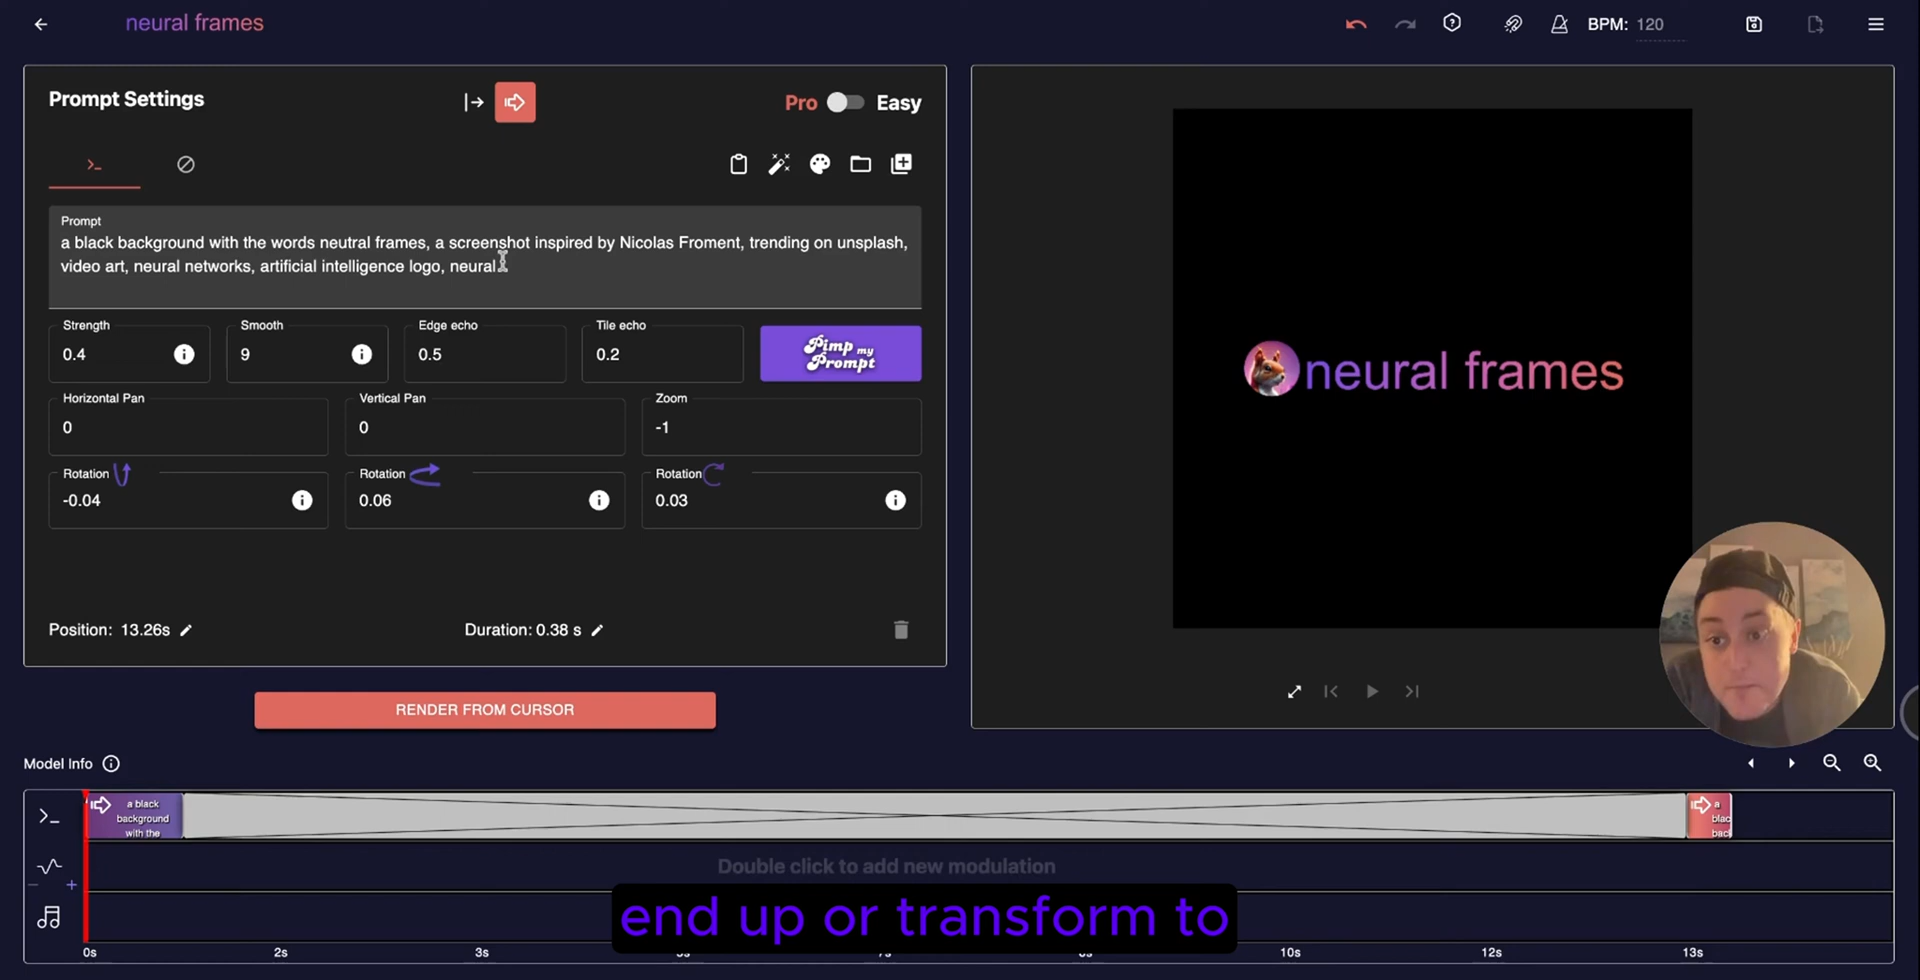 neural frames
BPM: 120
Prompt Settings
Pro
Easy
Prompt
a black background with the words neutral frames, a screenshot inspired by Nicolas Froment, trending on unsplash,
video art, neural networks, artificial intelligence logo, neural
Strength
0.4
Smooth
9
Edge echo
0.5
Tile echo
0.2
Pimp my
Prompt
Horizontal Pan
0
Vertical Pan
0
Zoom
-1
Rotation
-0.04
Rotation
0.06
Rotation
0.03
Position: 13.26s
Duration: 0.38 s
RENDER FROM CURSOR
neural frames
Model Info
a black
background
with the
a
blac
back
Double click to add new modulation
end up or transform to
0s
2s
3s
10s
12s
13s